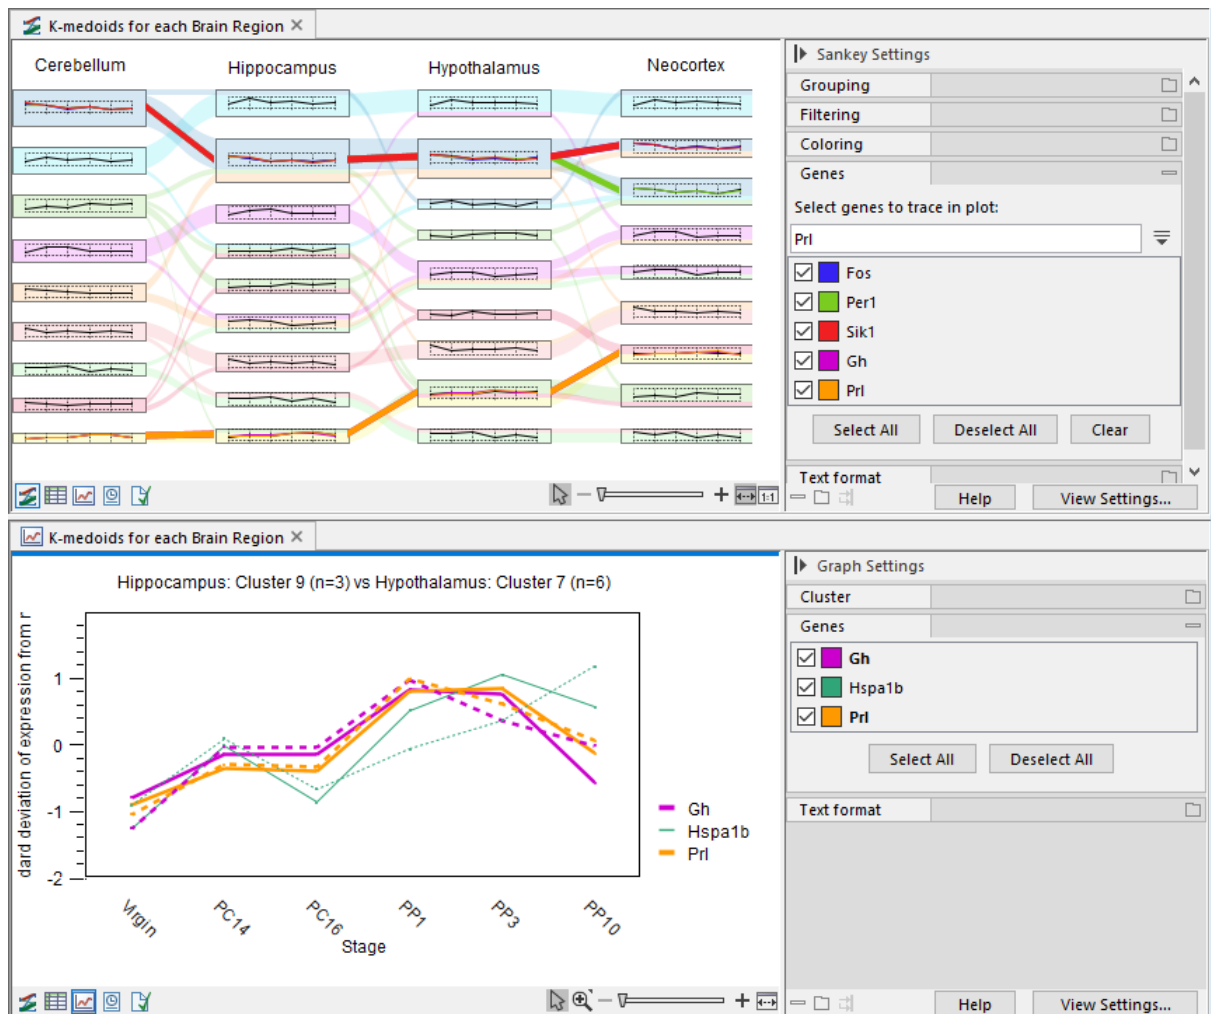 K-medoids for each Brain Region
Cerebellum
Hippocampus
Hypothalamus
Neocortex
Sankey Settings
Grouping
Filtering
Coloring
Genes
Select genes to trace in plot:
Prl
Fos
Per1
Sik1
Gh
Prl
Select All
Deselect All
Clear
Text format
1:1
Help
View Settings...
K-medoids for each Brain Region
Hippocampus: Cluster 9 (n=3) vs Hypothalamus: Cluster 7 (n=6)
dard deviation of expression from r
1
0
-1
-2
Virgin
PC14
PC16
PP1
PP3
PP10
Stage
Gh
Hspa1b
Prl
Graph Settings
Cluster
Genes
Gh
Hspa1b
Prl
Select All
Deselect All
Text format
Help
View Settings...